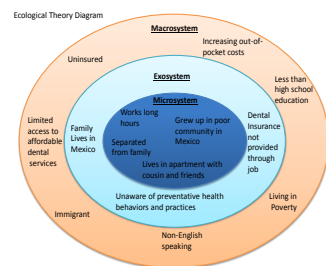 Ecological Theory Diagram
Macrosystem
Increasing out-of-
pocket costs
Uninsured
Less than
high school
education
Exosystem
Microsystem
Works long
hours
Grew up in poor
community in
Mexico
Separated
from family
Lives in apartment with
cousin and friends
Limited
access to
affordable
dental
services
Family
Lives in
Mexico
Dental
Insurance
not
provided
through
job
Unaware of preventative health
behaviors and practices
Living in
Poverty
Immigrant
Non-English
speaking